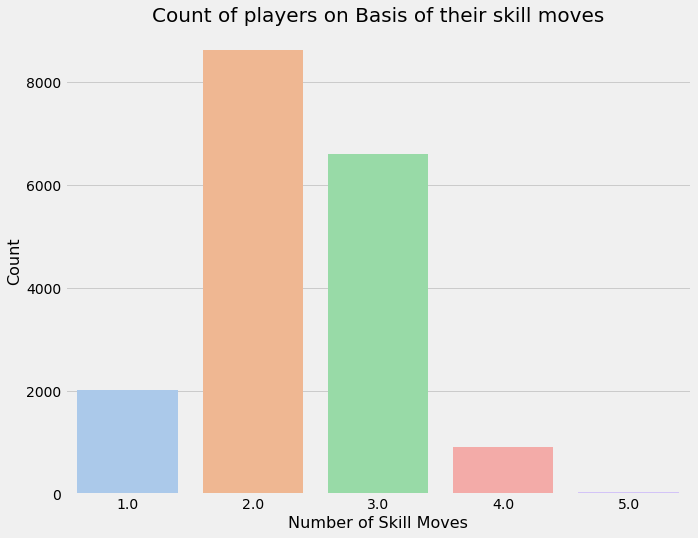 Count of players on Basis of their skill moves
8000
6000
4000
2000
0
Count
1.0 2.0 3.0 4.0 5.0
Number of Skill Moves